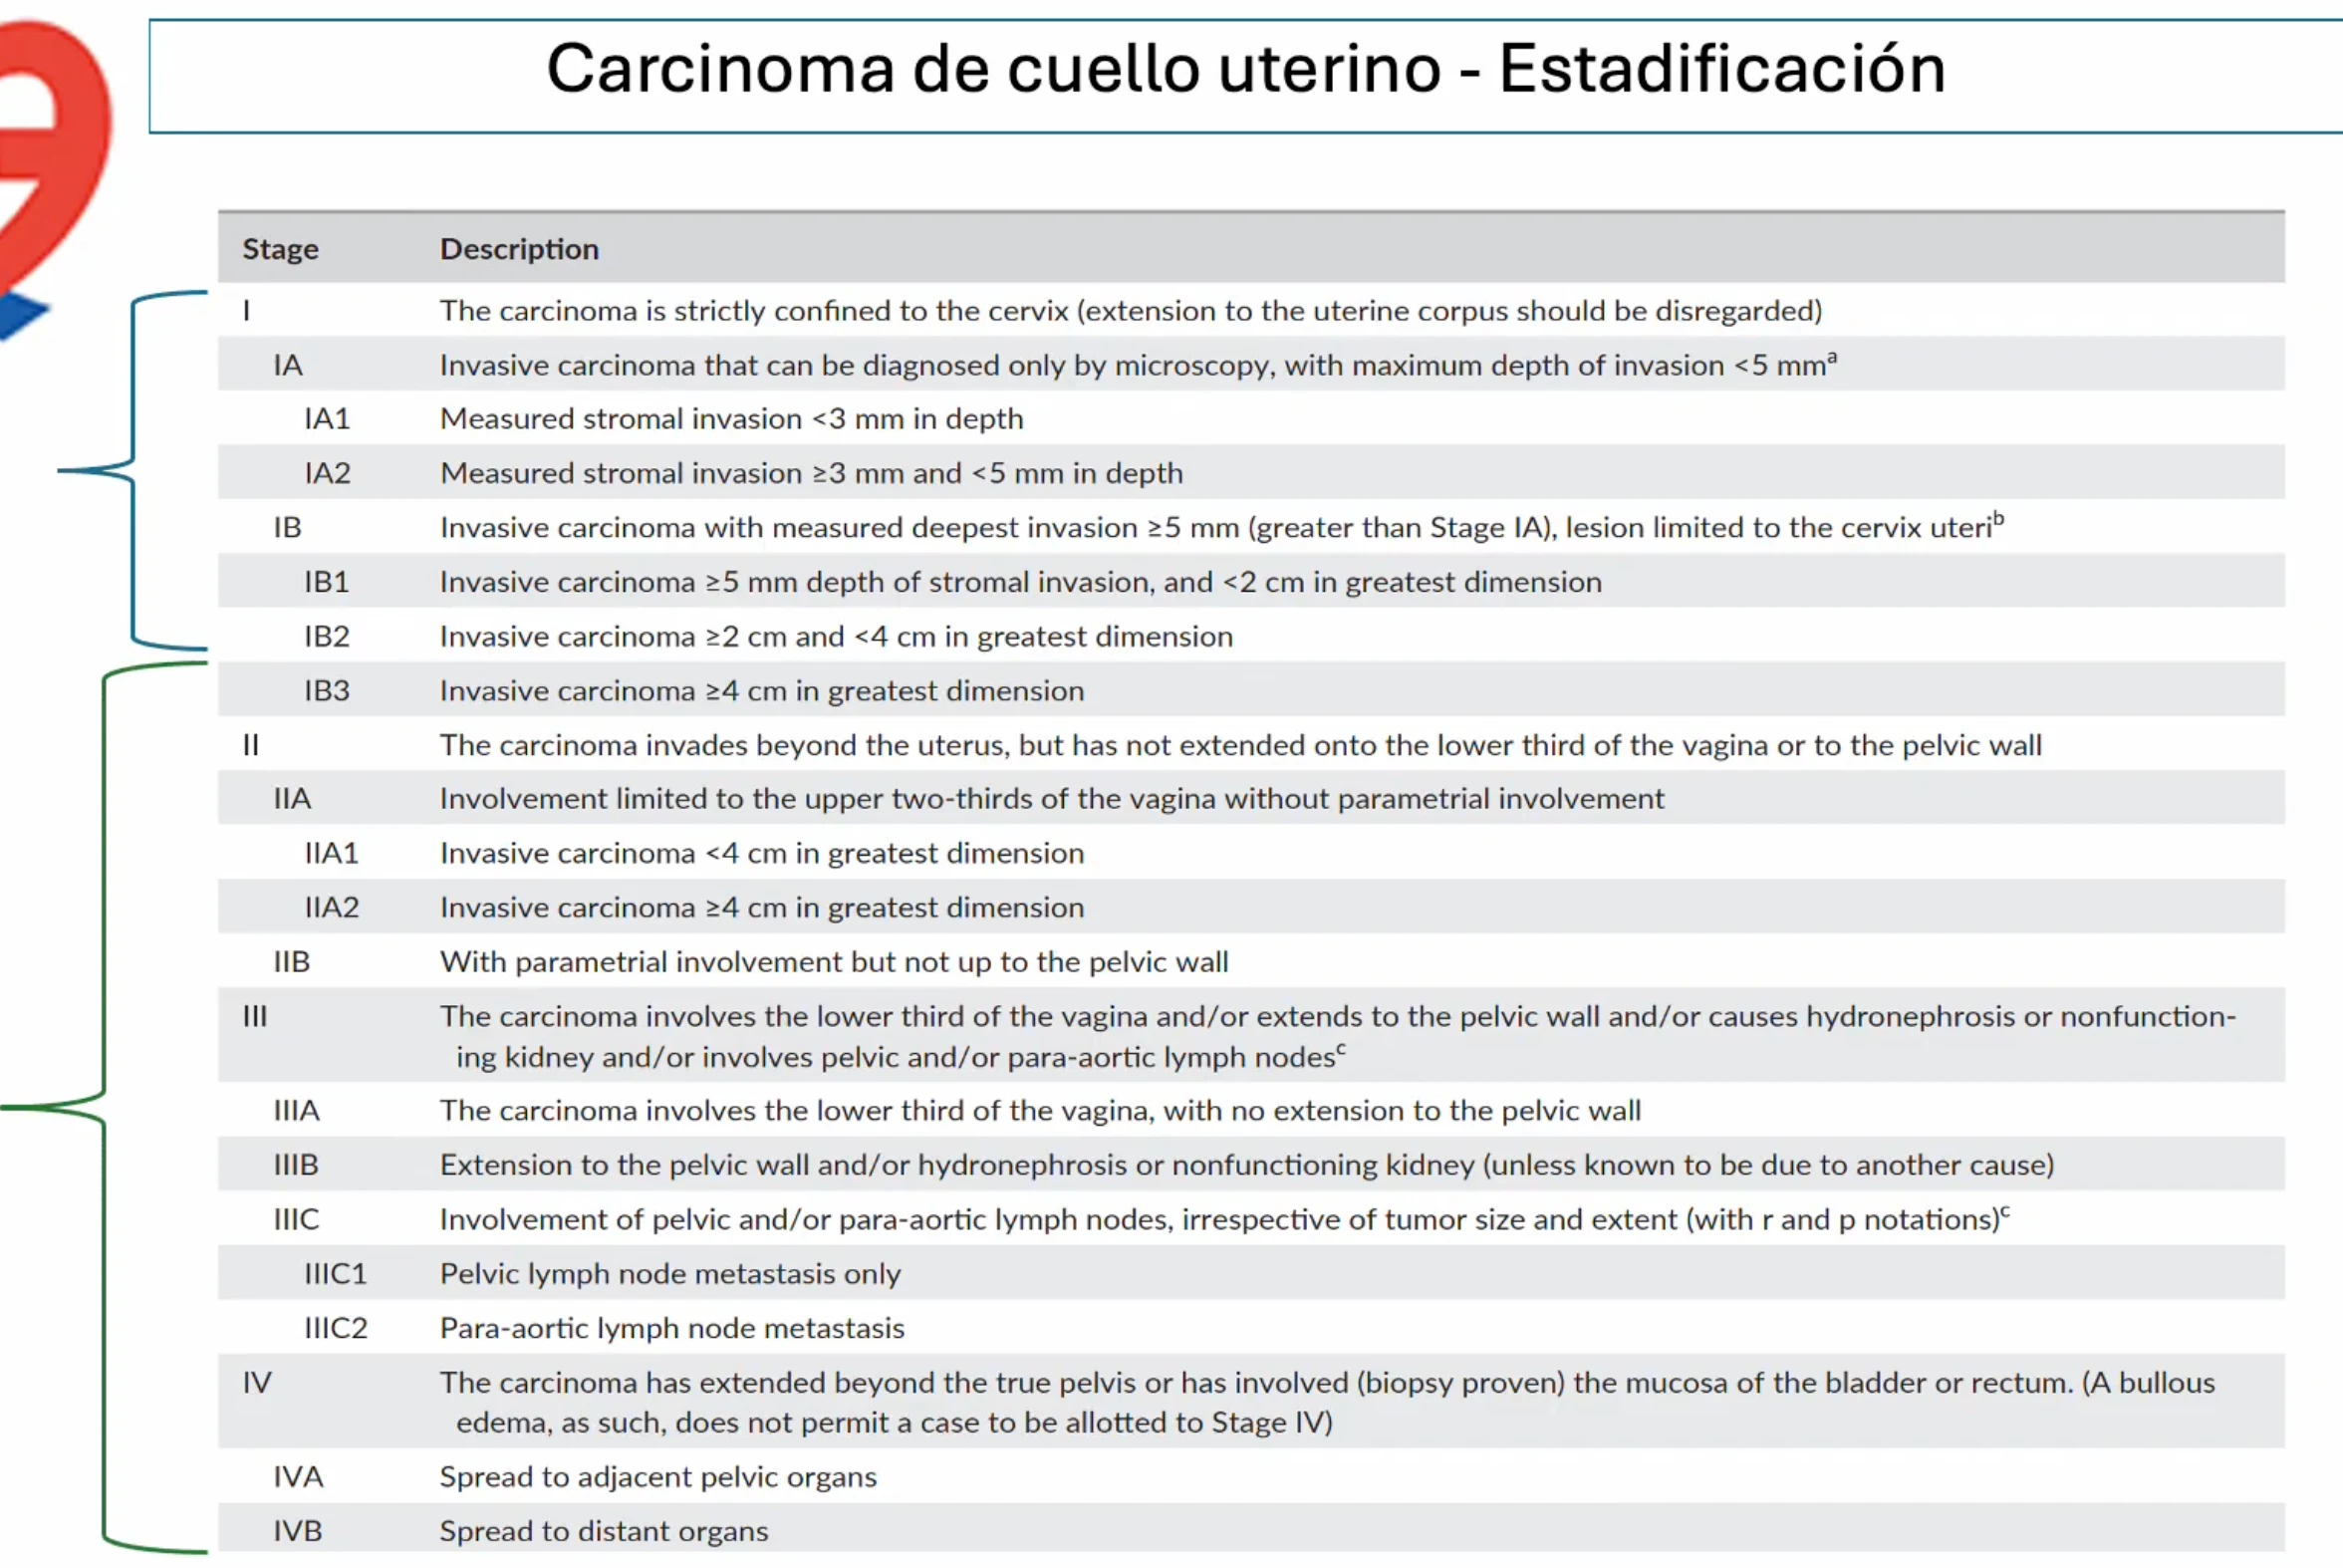 Carcinoma de cuello uterino - Estadificación
Stage Description
I The carcinoma is strictly confined to the cervix (extension to the uterine corpus should be disregarded)
IA Invasive carcinoma that can be diagnosed only by microscopy, with maximum depth of invasion <5 mmᵃ
IA1 Measured stromal invasion <3 mm in depth
IA2 Measured stromal invasion ≥3 mm and <5 mm in depth
IB Invasive carcinoma with measured deepest invasion ≥5 mm (greater than Stage IA), lesion limited to the cervix uteriᵇ
IB1 Invasive carcinoma ≥5 mm depth of stromal invasion, and <2 cm in greatest dimension
IB2 Invasive carcinoma ≥2 cm and <4 cm in greatest dimension
IB3 Invasive carcinoma ≥4 cm in greatest dimension
II The carcinoma invades beyond the uterus, but has not extended onto the lower third of the vagina or to the pelvic wall
IIA Involvement limited to the upper two-thirds of the vagina without parametrial involvement
IIA1 Invasive carcinoma <4 cm in greatest dimension
IIA2 Invasive carcinoma ≥4 cm in greatest dimension
IIB With parametrial involvement but not up to the pelvic wall
III The carcinoma involves the lower third of the vagina and/or extends to the pelvic wall and/or causes hydronephrosis or nonfunction-
ing kidney and/or involves pelvic and/or para-aortic lymph nodesᶜ
IIIA The carcinoma involves the lower third of the vagina, with no extension to the pelvic wall
IIIB Extension to the pelvic wall and/or hydronephrosis or nonfunctioning kidney (unless known to be due to another cause)
IIIC Involvement of pelvic and/or para-aortic lymph nodes, irrespective of tumor size and extent (with r and p notations)ᶜ
IIIC1 Pelvic lymph node metastasis only
IIIC2 Para-aortic lymph node metastasis
IV The carcinoma has extended beyond the true pelvis or has involved (biopsy proven) the mucosa of the bladder or rectum. (A bullous
edema, as such, does not permit a case to be allotted to Stage IV)
IVA Spread to adjacent pelvic organs
IVB Spread to distant organs